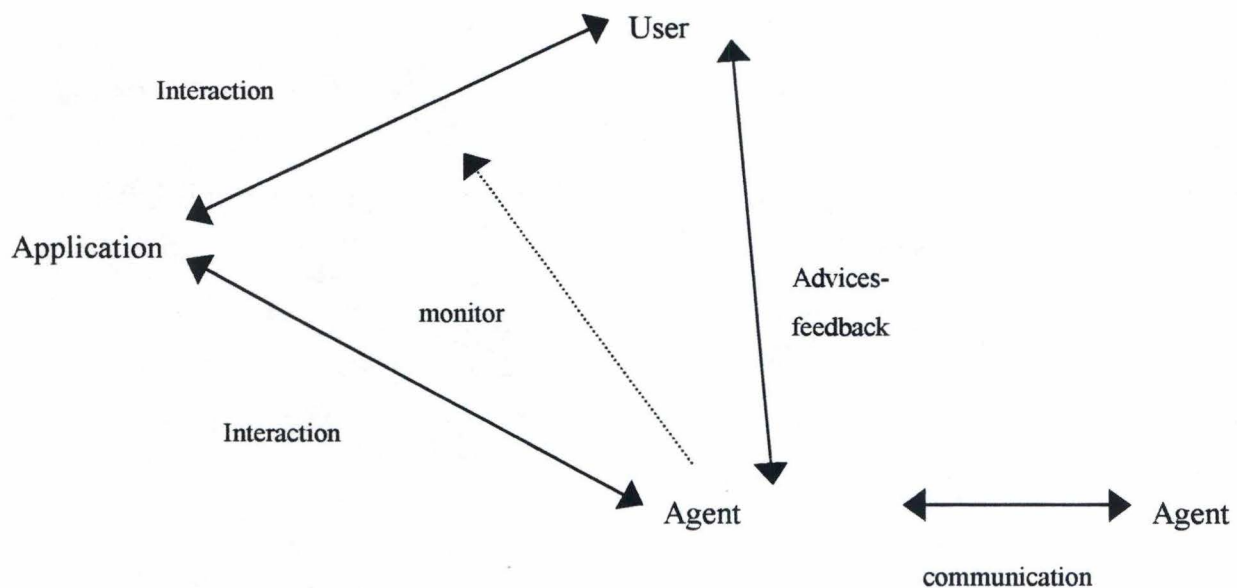 User
Interaction
Application
Advices-
feedback
monitor
Interaction
Agent
Agent
communication